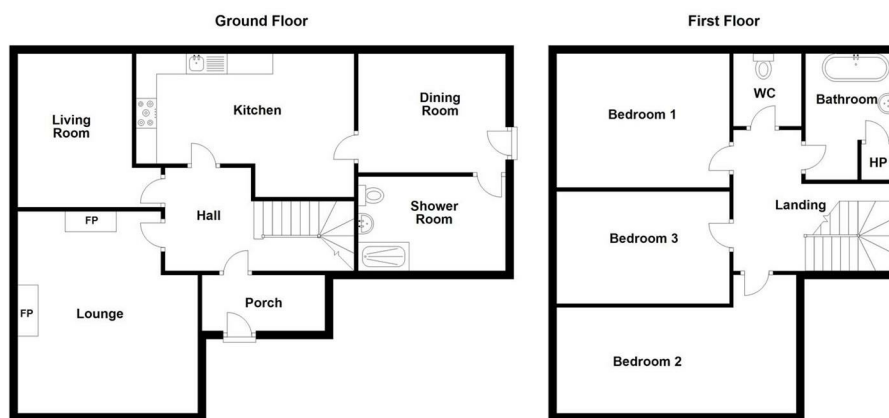 Ground Floor
First Floor
Living
Room
Kitchen
Dining
Room
Hall
Shower
Room
FP
FP
Lounge
Porch
Bedroom 1
WC
Bathroom
HP
Landing
Bedroom 3
Bedroom 2